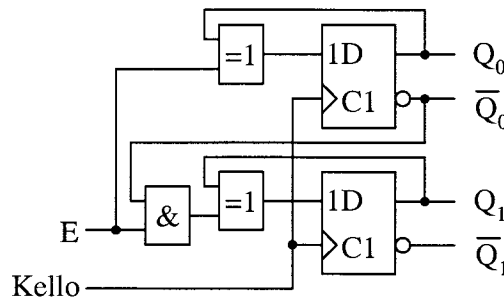 =1
1D
C1
Q₀
Q̅₀
&
=1
1D
C1
Q₁
Q̅₁
E
Kello